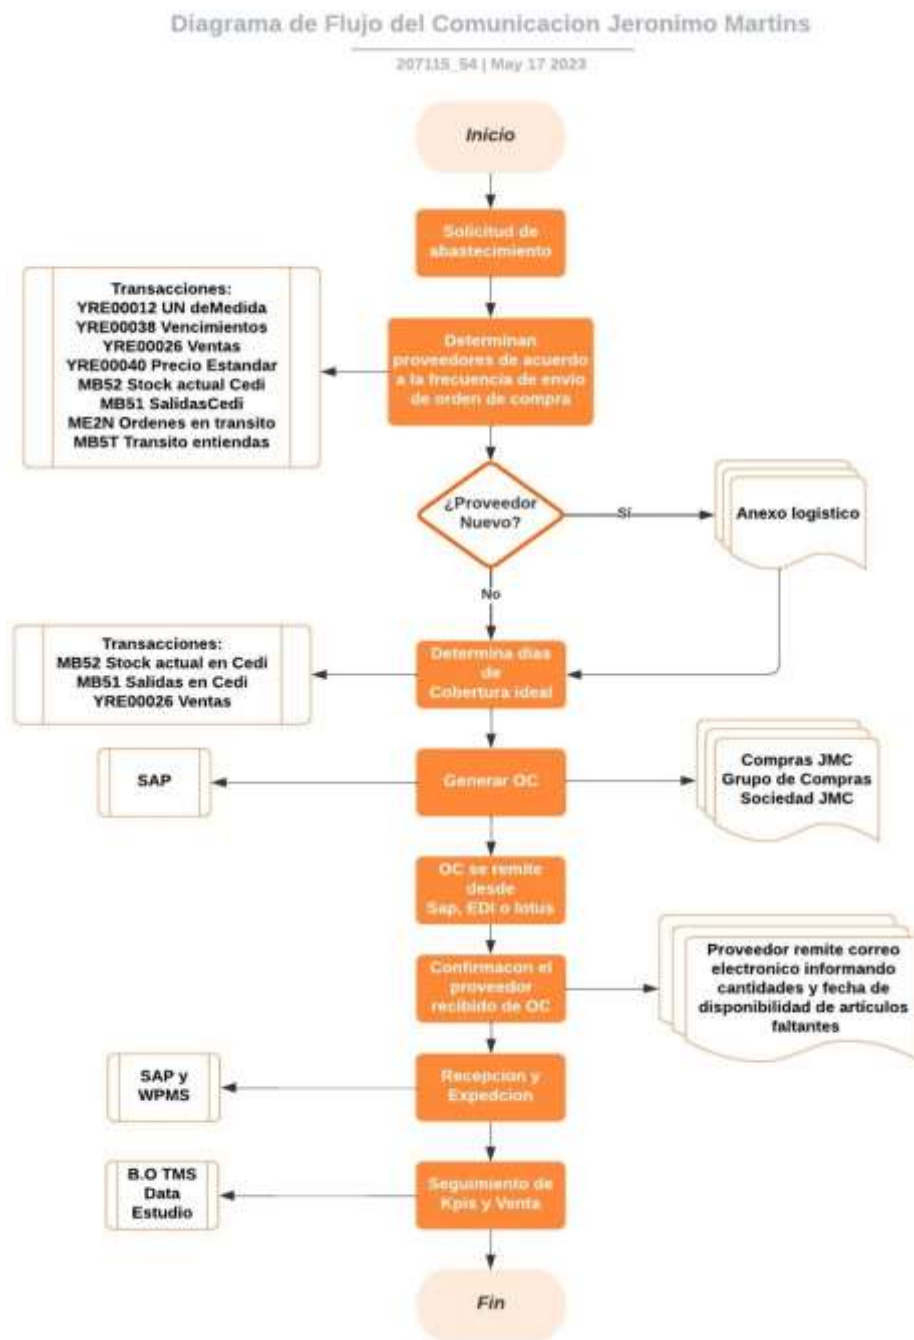 Diagrama de Flujo del Comunicacion Jeronimo Martins
207115_54 | May 17 2023
Inicio
Solicitud de
abastecimiento
Transacciones:
YRE00012 UN deMedida
YRE00038 Vencimientos
YRE00026 Ventas
YRE00040 Precio Estandar
MB52 Stock actual Cedi
MB51 SalidasCedi
ME2N Ordenes en transito
MB5T Transito entiendas
Determinan
proveedores de acuerdo
a la frecuencia de envio
de orden de compra
¿Proveedor
Nuevo?
Sí
Anexo logistico
No
Transacciones:
MB52 Stock actual en Cedi
MB51 Salidas en Cedi
YRE00026 Ventas
Determina dias
de
Cobertura ideal
SAP
Generar OC
Compras JMC
Grupo de Compras
Sociedad JMC
OC se remite
desde
Sap, EDI o lotus
Confirmacon el
proveedor
recibido de OC
Proveedor remite correo
electronico informando
cantidades y fecha de
disponibilidad de artículos
faltantes
SAP y
WPMS
Recepcion y
Expedcion
B.O TMS
Data
Estudio
Seguimiento de
Kpis y Venta
Fin